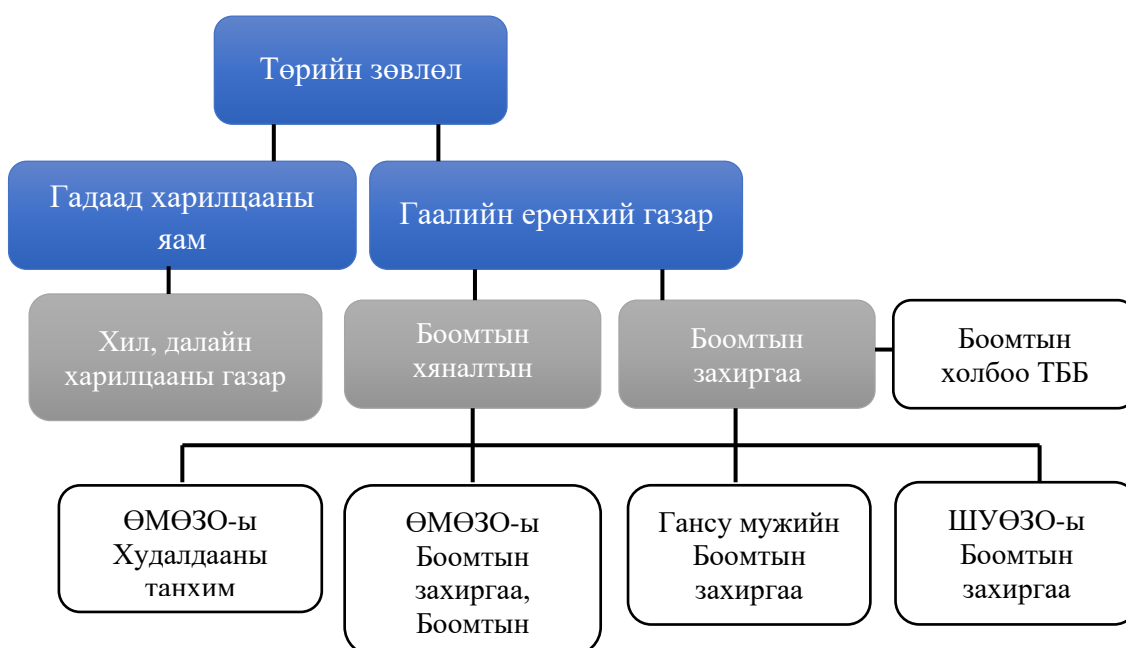 Төрийн зөвлөл
Гадаад харилцааны
яам
Гаалийн ерөнхий газар
Хил, далайн
харилцааны газар
Боомтын
хяналтын
Боомтын
захиргаа
Боомтын
холбоо ТББ
ӨМӨЗО-ы
Худалдааны
танхим
ӨМӨЗО-ы
Боомтын
захиргаа,
Боомтын
Гансу мужийн
Боомтын
захиргаа
ШУӨЗО-ы
Боомтын
захиргаа